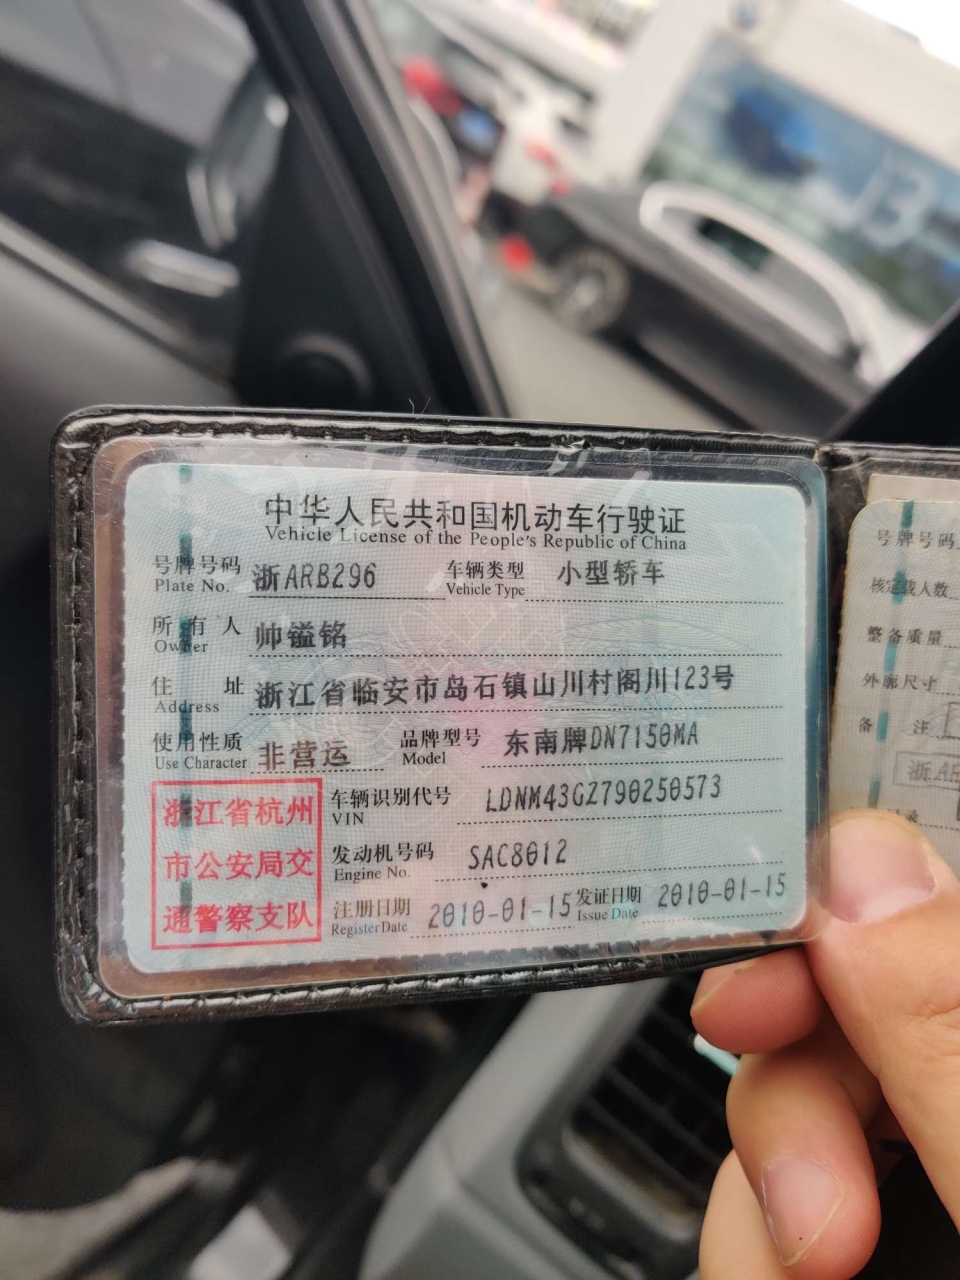 中华人民共和国机动车行驶证
Vehicle License of the People's Republic of China
号牌号码 浙ARB296 车辆类型 小型轿车
Plate No. Vehicle Type
所有人 帅镒铭
Owner
住址 浙江省临安市岛石镇山川村阁川123号
Address
使用性质 非营运 品牌型号 东南牌DN7150MA
Use Character Model
浙江省杭州
市公安局交
通警察支队
车辆识别代号 LDNM43GZ790250573
VIN
发动机号码 SAC8012
Engine No.
注册日期 2010-01-15 发证日期 2010-01-15
Register Date Issue Date
号牌号码
核定载人数
整备质量
外廓尺寸
备注
浙AR
录